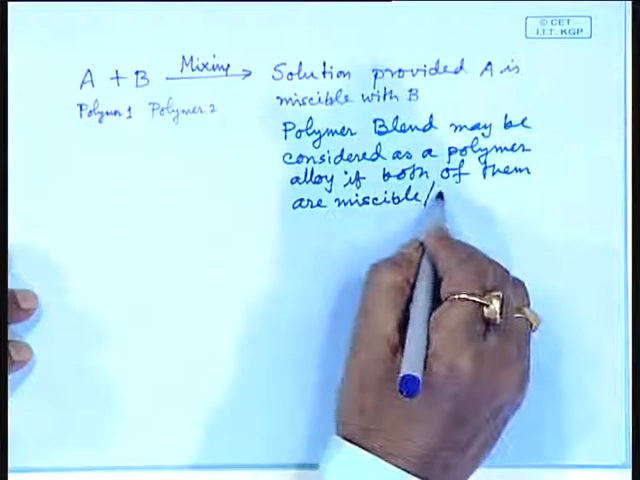 © CET
I.I.T. KGP
A + B Mixing → Solution provided A is
Polymer 1 Polymer 2 miscible with B
Polymer Blend may be
considered as a polymer
alloy if both of them
are miscible/